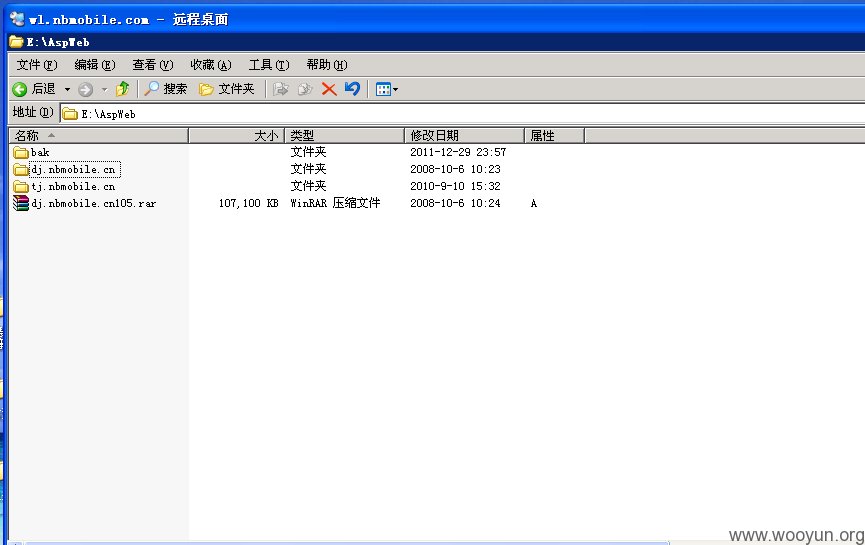 wl.nbmobile.com - 远程桌面
E:\AspWeb
文件(F) 编辑(E) 查看(V) 收藏(A) 工具(T) 帮助(H)
后退 搜索 文件夹
地址(D) E:\AspWeb
名称 大小 类型 修改日期 属性
bak 文件夹 2011-12-29 23:57
dj.nbmobile.cn 文件夹 2008-10-6 10:23
tj.nbmobile.cn 文件夹 2010-9-10 15:32
dj.nbmobile.cn105.rar 107,100 KB WinRAR 压缩文件 2008-10-6 10:24 A
www.wooyun.org